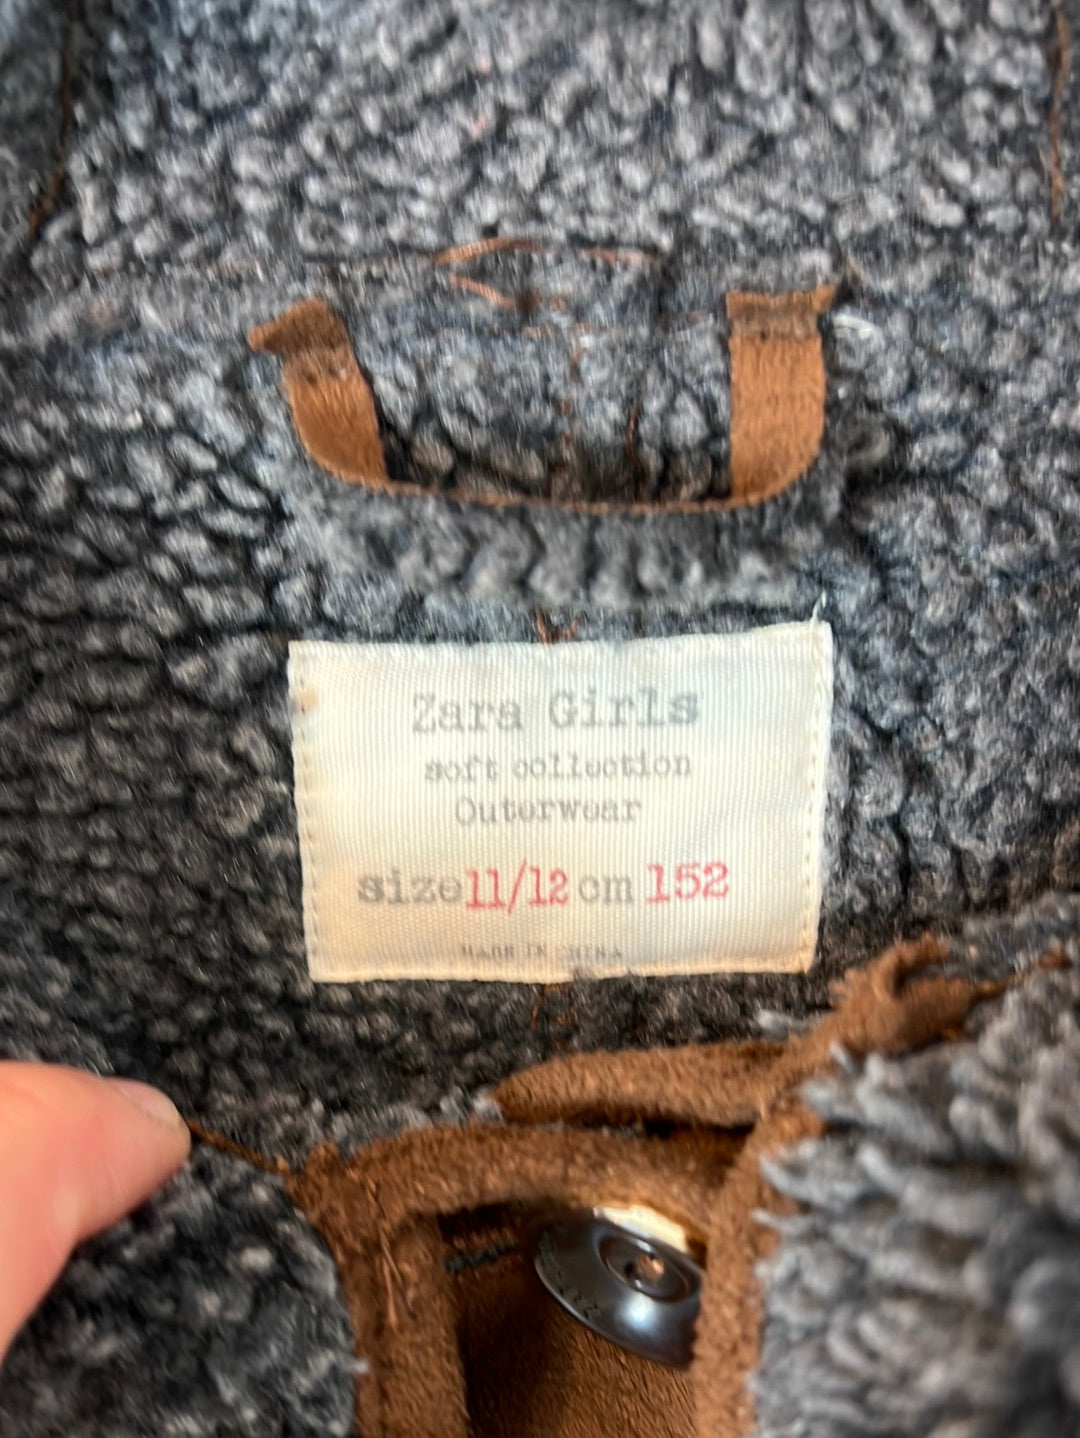 Zara Girls
soft collection
Outerwear
size 11/12 cm 152
MADE IN CHINA